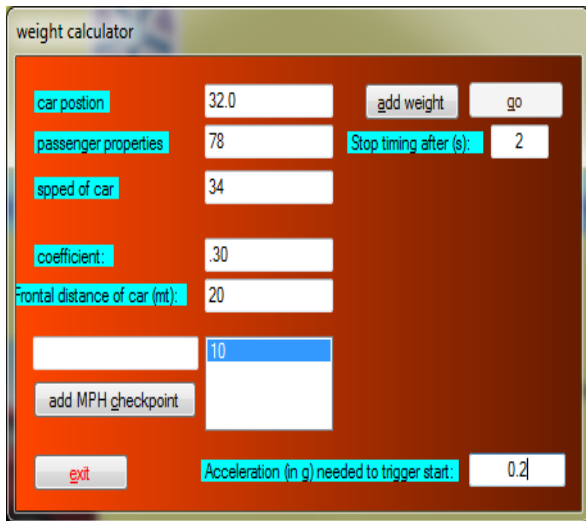 weight calculator
car postion 32.0 add weight go
passenger properties 78 Stop timing after (s): 2
spped of car 34
coefficient: .30
Frontal distance of car (mt): 20
10
add MPH checkpoint
exit Acceleration (in g) needed to trigger start: 0.2